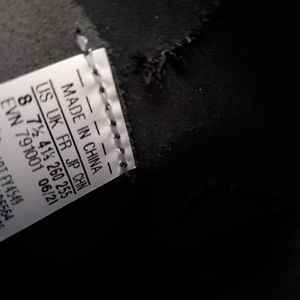 MADE IN CHINA
US UK FR JP CHN
8 7½ 41⅓ 260 255
EVN 791001 06/21